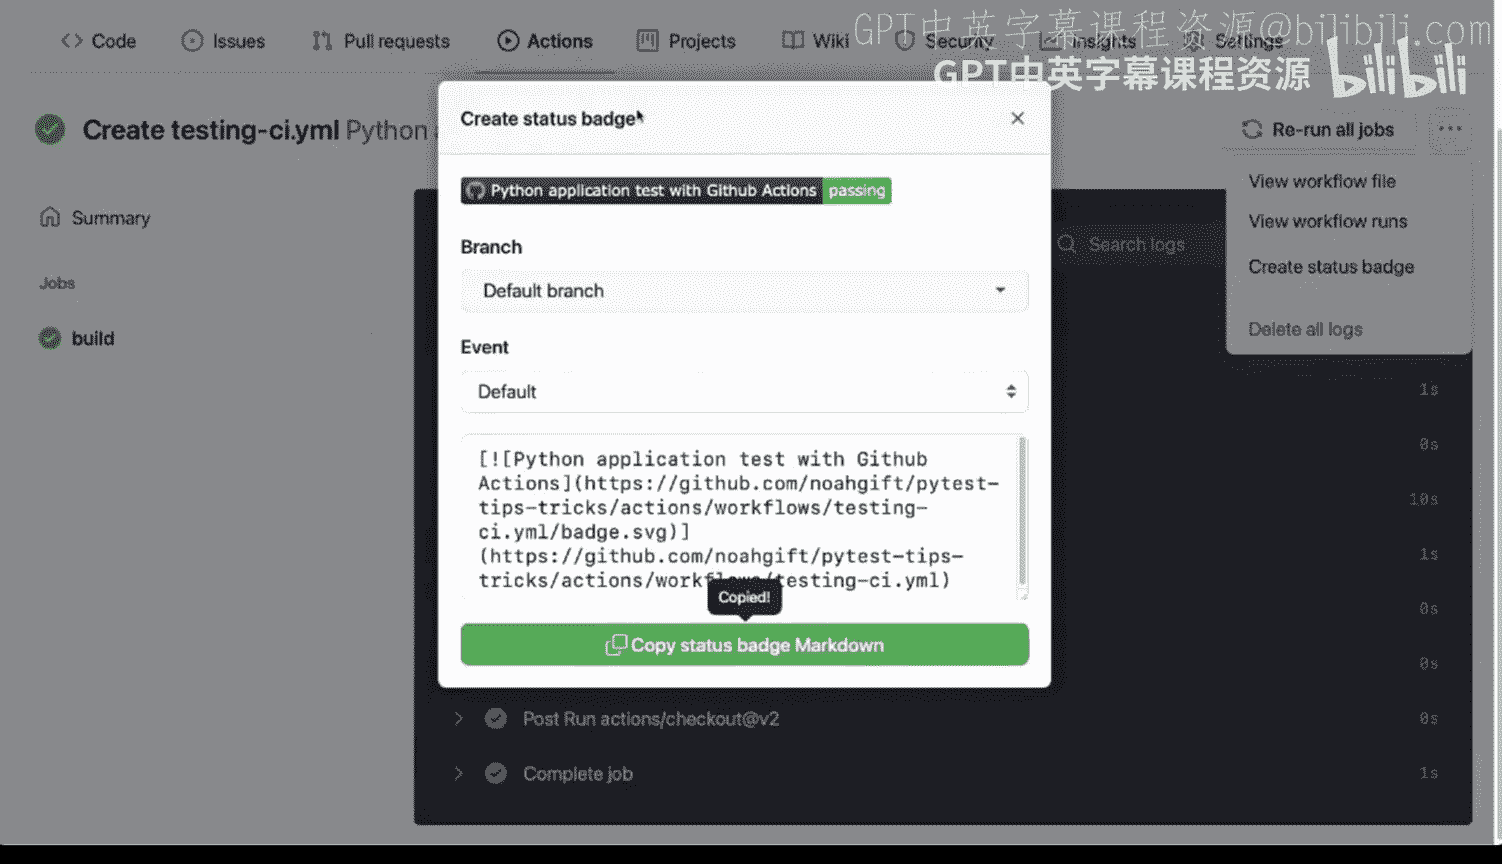 GPT中英字幕课程资源@bilibili.com
Code Issues Pull requests Actions Projects Wiki Security Insights Settings
GPT中英字幕课程资源 bilibili
Create testing-ci.yml Python
Re-run all jobs
Summary
Jobs
build
Create status badge
Python application test with Github Actions passing
Branch
Default branch
Event
Default
[![Python application test with Github
Actions](https://github.com/noahgift/pytest-
tips-tricks/actions/workflows/testing-
ci.yml/badge.svg)]
(https://github.com/noahgift/pytest-tips-
tricks/actions/workflows/testing-ci.yml)
Copied!
Copy status badge Markdown
Search logs
View workflow file
View workflow runs
Create status badge
Delete all logs
1s
0s
10s
1s
0s
0s
Post Run actions/checkout@v2 0s
Complete job 1s